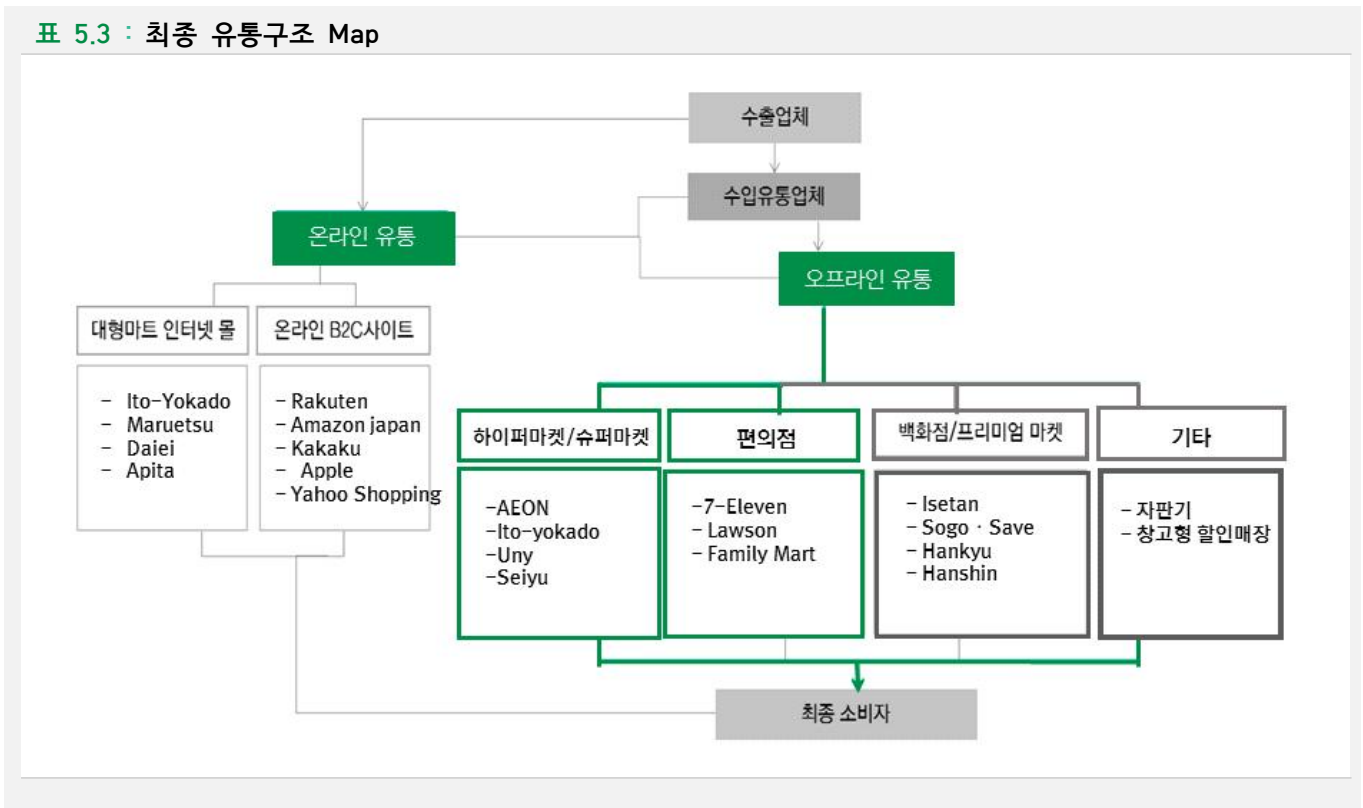 표 5.3 : 최종 유통구조 Map
수출업체
수입유통업체
온라인 유통
오프라인 유통
대형마트 인터넷 몰
- Ito-Yokado
- Maruetsu
- Daiei
- Apita
온라인 B2C사이트
- Rakuten
- Amazon japan
- Kakaku
- Apple
- Yahoo Shopping
하이퍼마켓/슈퍼마켓
-AEON
-Ito-yokado
-Uny
-Seiyu
편의점
-7-Eleven
- Lawson
- Family Mart
백화점/프리미엄 마켓
- Isetan
- Sogo · Save
- Hankyu
- Hanshin
기타
- 자판기
- 창고형 할인매장
최종 소비자